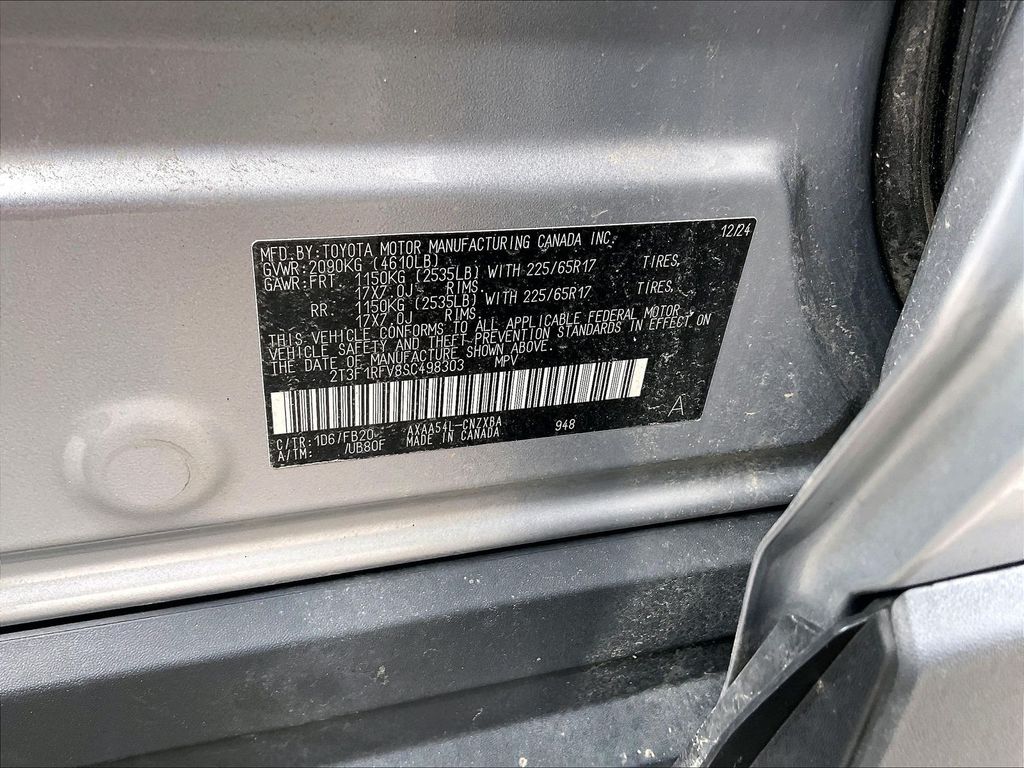 MFD.BY:TOYOTA MOTOR MANUFACTURING CANADA INC. 12/24
GVWR:2090KG (4610LB)
GAWR:FRT. 1150KG (2535LB) WITH 225/65R17 TIRES,
17X7.0J RIMS,
RR. 1150KG (2535LB) WITH 225/65R17 TIRES,
17X7.0J RIMS
THIS VEHICLE CONFORMS TO ALL APPLICABLE FEDERAL MOTOR
VEHICLE SAFETY AND THEFT PREVENTION STANDARDS IN EFFECT ON
THE DATE OF MANUFACTURE SHOWN ABOVE.
2T3F1RFV8SC498303 MPV
A
C/TR:1D6/FB20 AXAA54L-CNZXBA 948
A/TM: /UB80F MADE IN CANADA